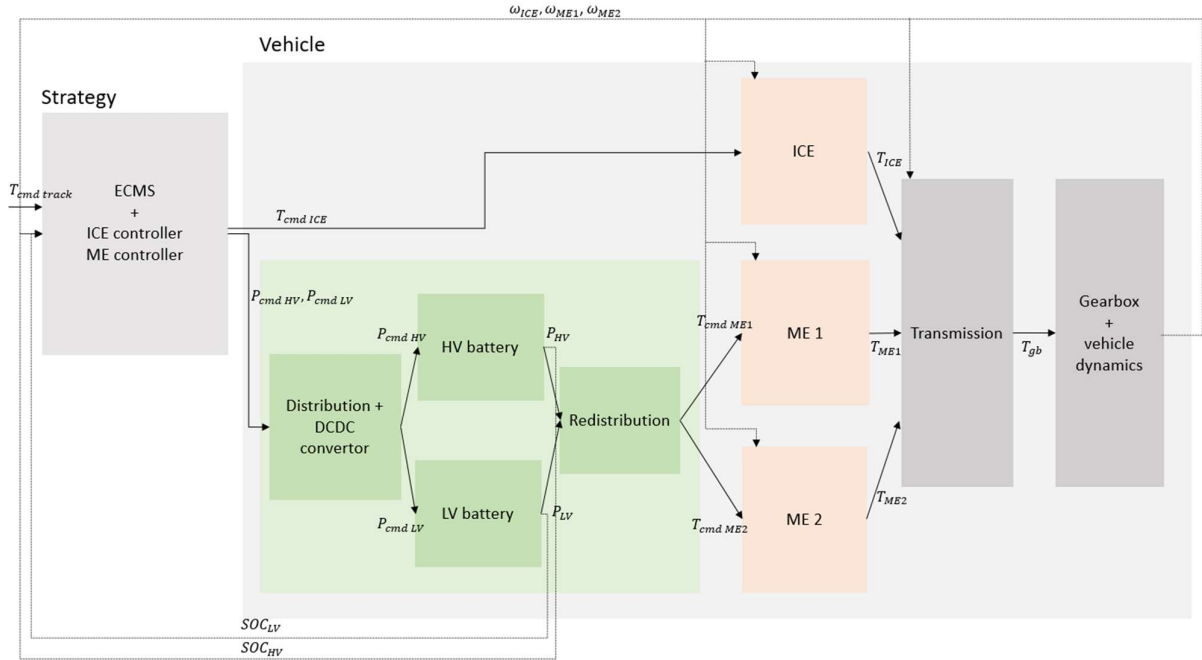 ω_ICE, ω_ME1, ω_ME2
Vehicle
Strategy
ECMS
+
ICE controller
ME controller
T_cmd track
T_cmd ICE
P_cmd HV, P_cmd LV
Distribution +
DCDC
convertor
P_cmd HV
P_cmd LV
HV battery
LV battery
P_HV
P_LV
Redistribution
T_cmd ME1
T_cmd ME2
ICE
ME 1
ME 2
T_ICE
T_ME1
T_ME2
Transmission
T_gb
Gearbox
+
vehicle
dynamics
SOC_LV
SOC_HV